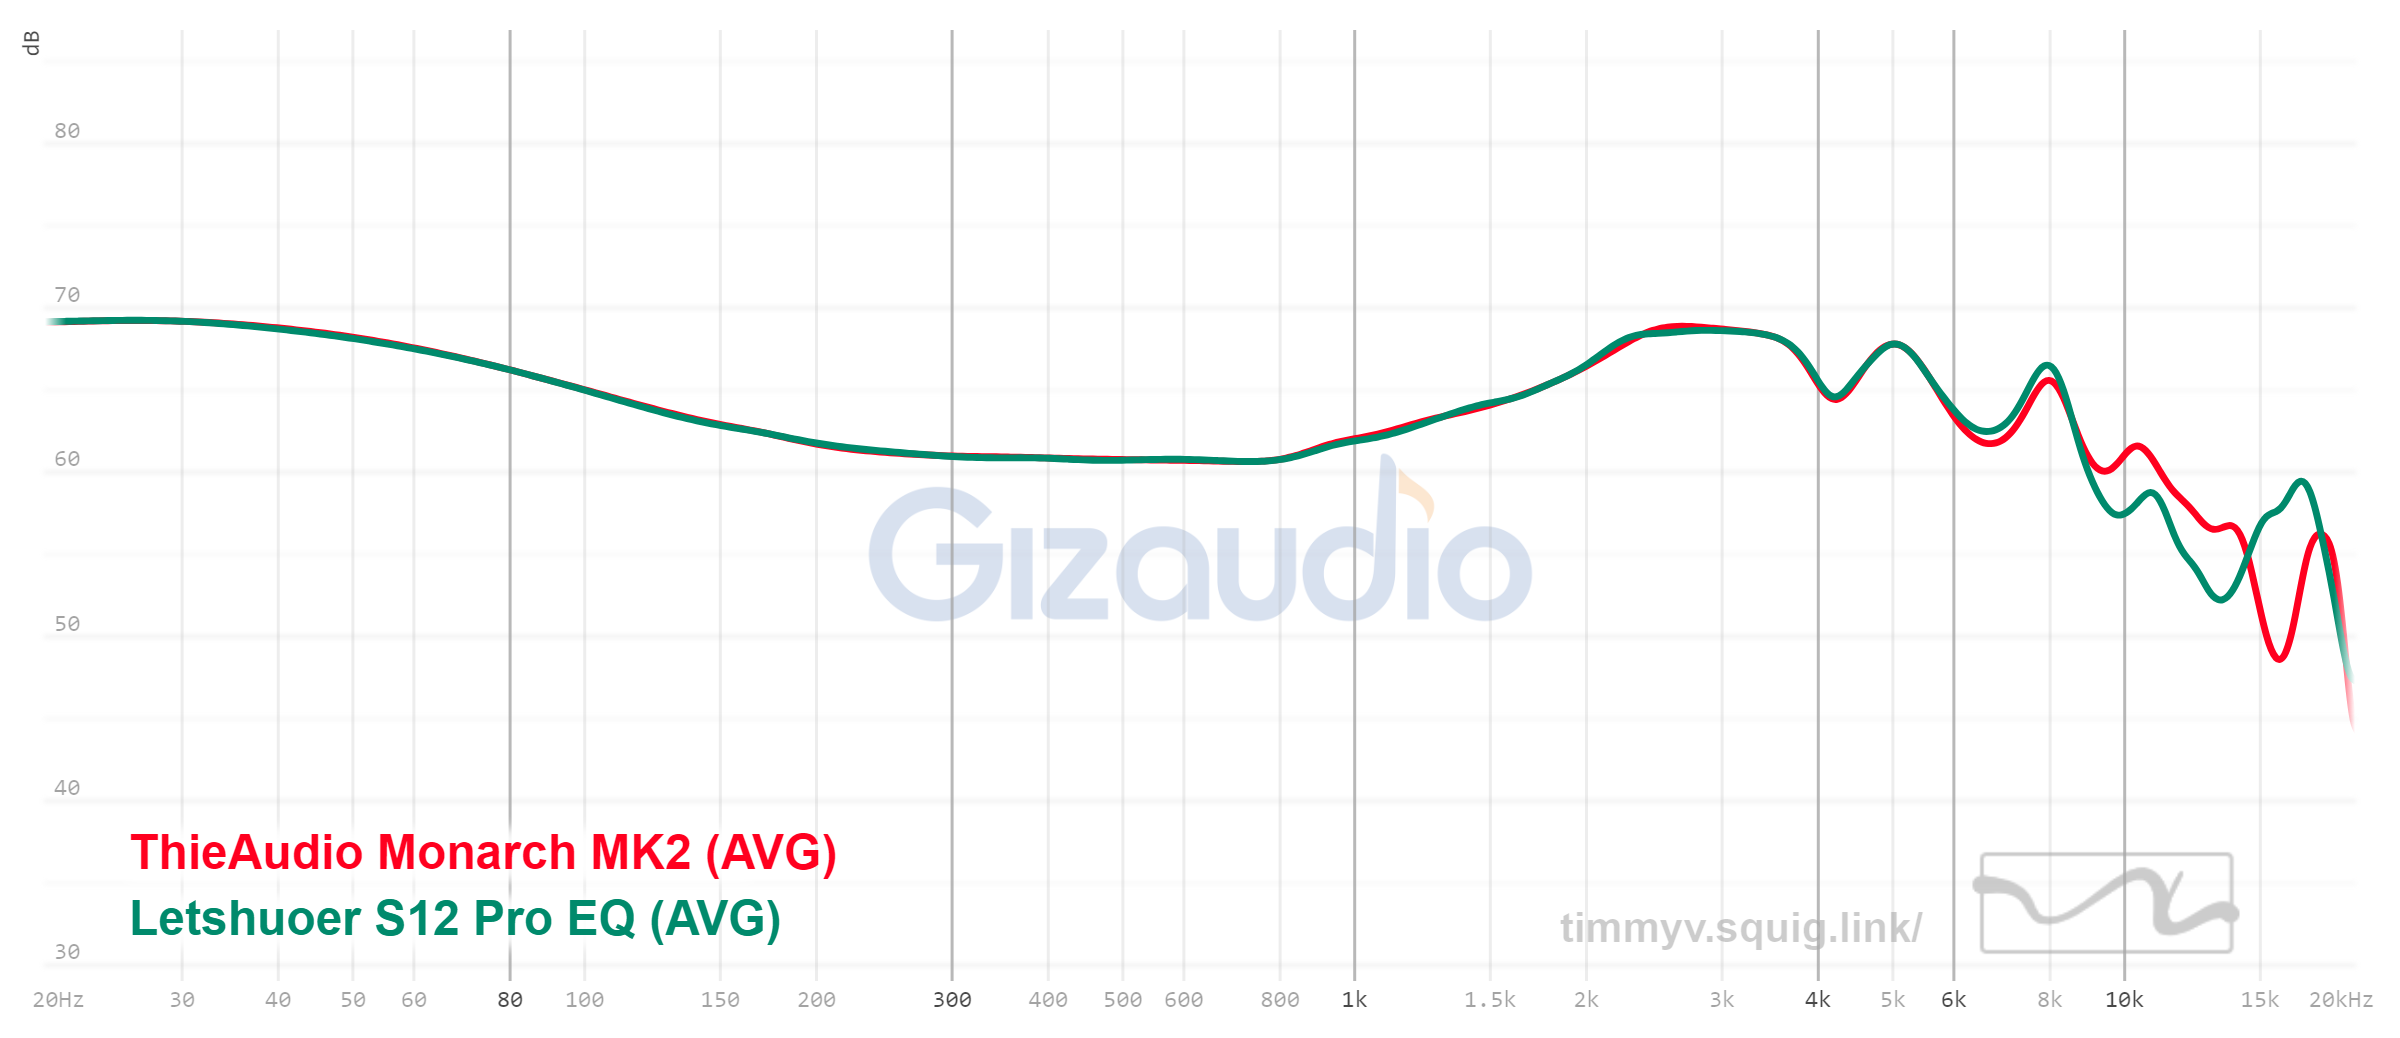 dB
80
70
60
50
40
30
GIZAUDIO
ThieAudio Monarch MK2 (AVG)
Letshuoer S12 Pro EQ (AVG)
timmyv.squig.link/
20Hz 30 40 50 60 80 100 150 200 300 400 500 600 800 1k 1.5k 2k 3k 4k 5k 6k 8k 10k 15k 20kHz